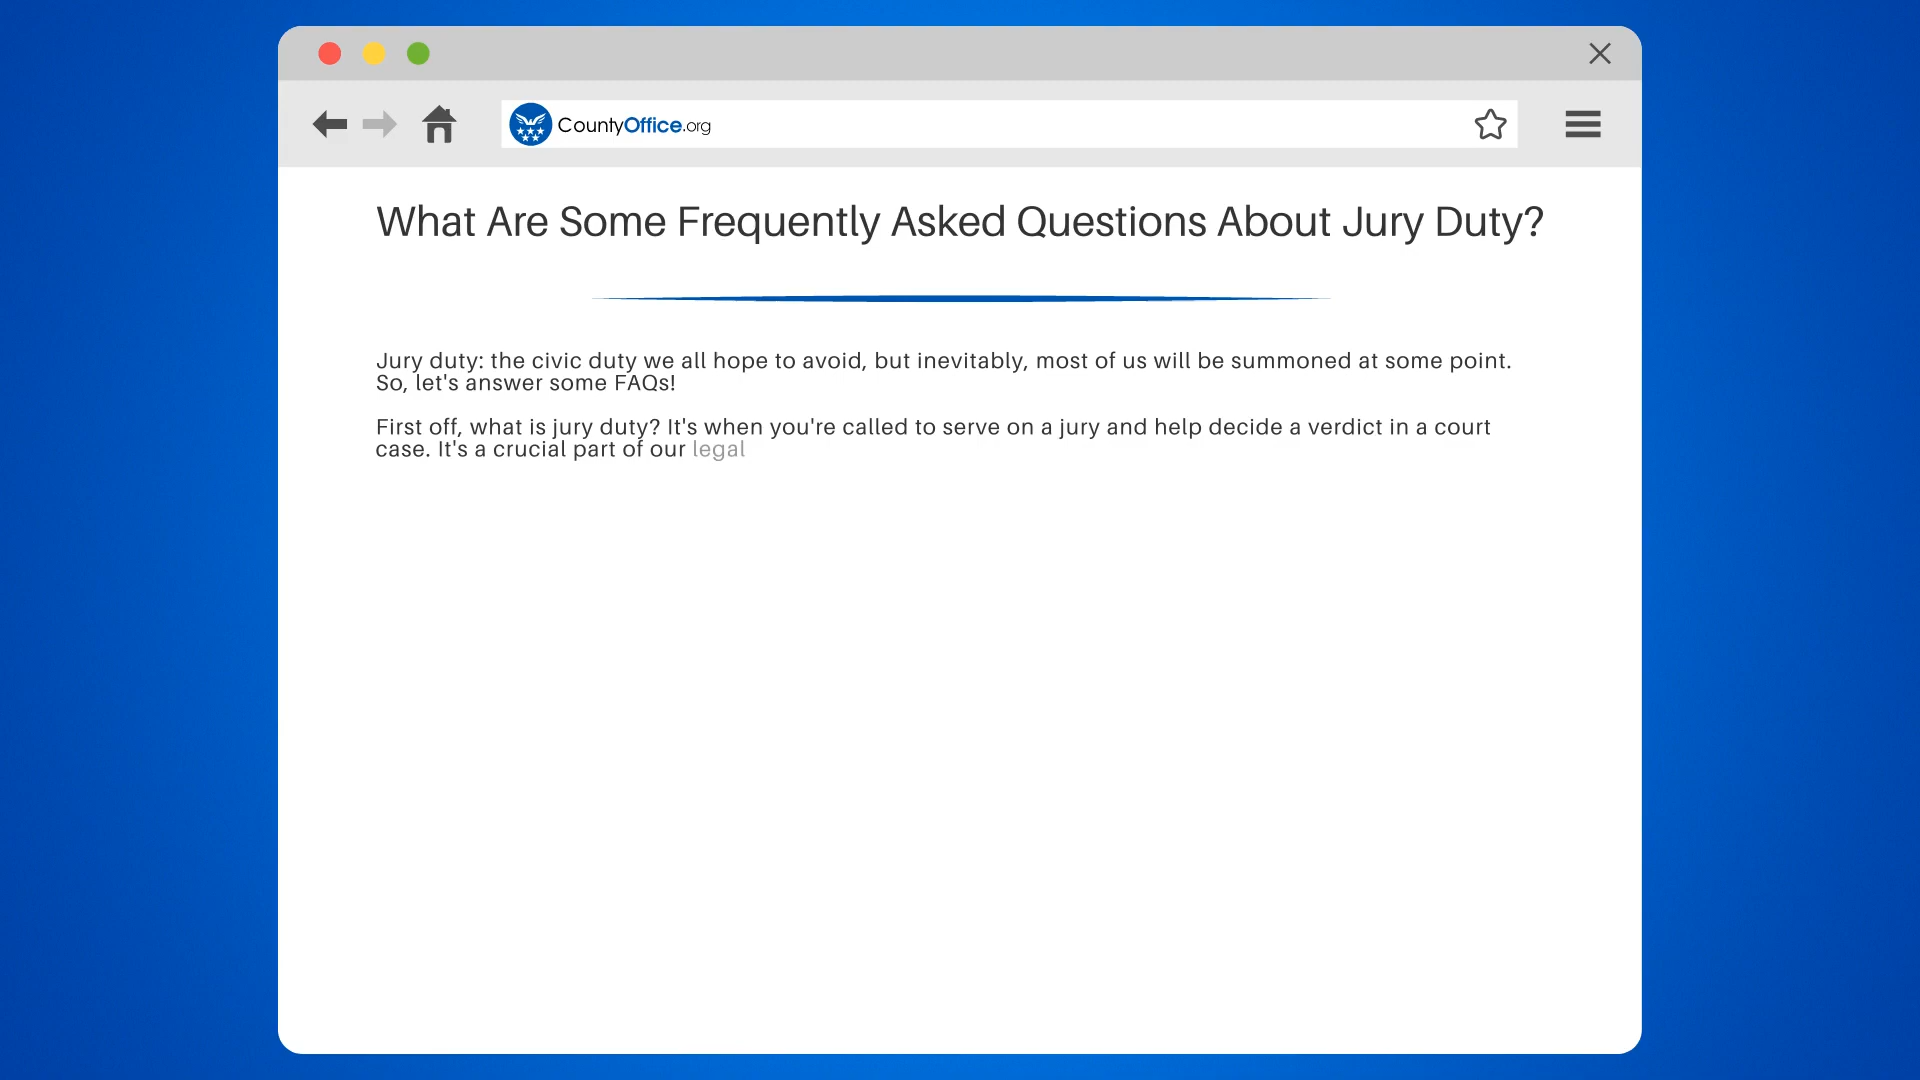 CountyOffice.org
What Are Some Frequently Asked Questions About Jury Duty?
Jury duty: the civic duty we all hope to avoid, but inevitably, most of us will be summoned at some point.
So, let's answer some FAQs!
First off, what is jury duty? It's when you're called to serve on a jury and help decide a verdict in a court
case. It's a crucial part of our legal